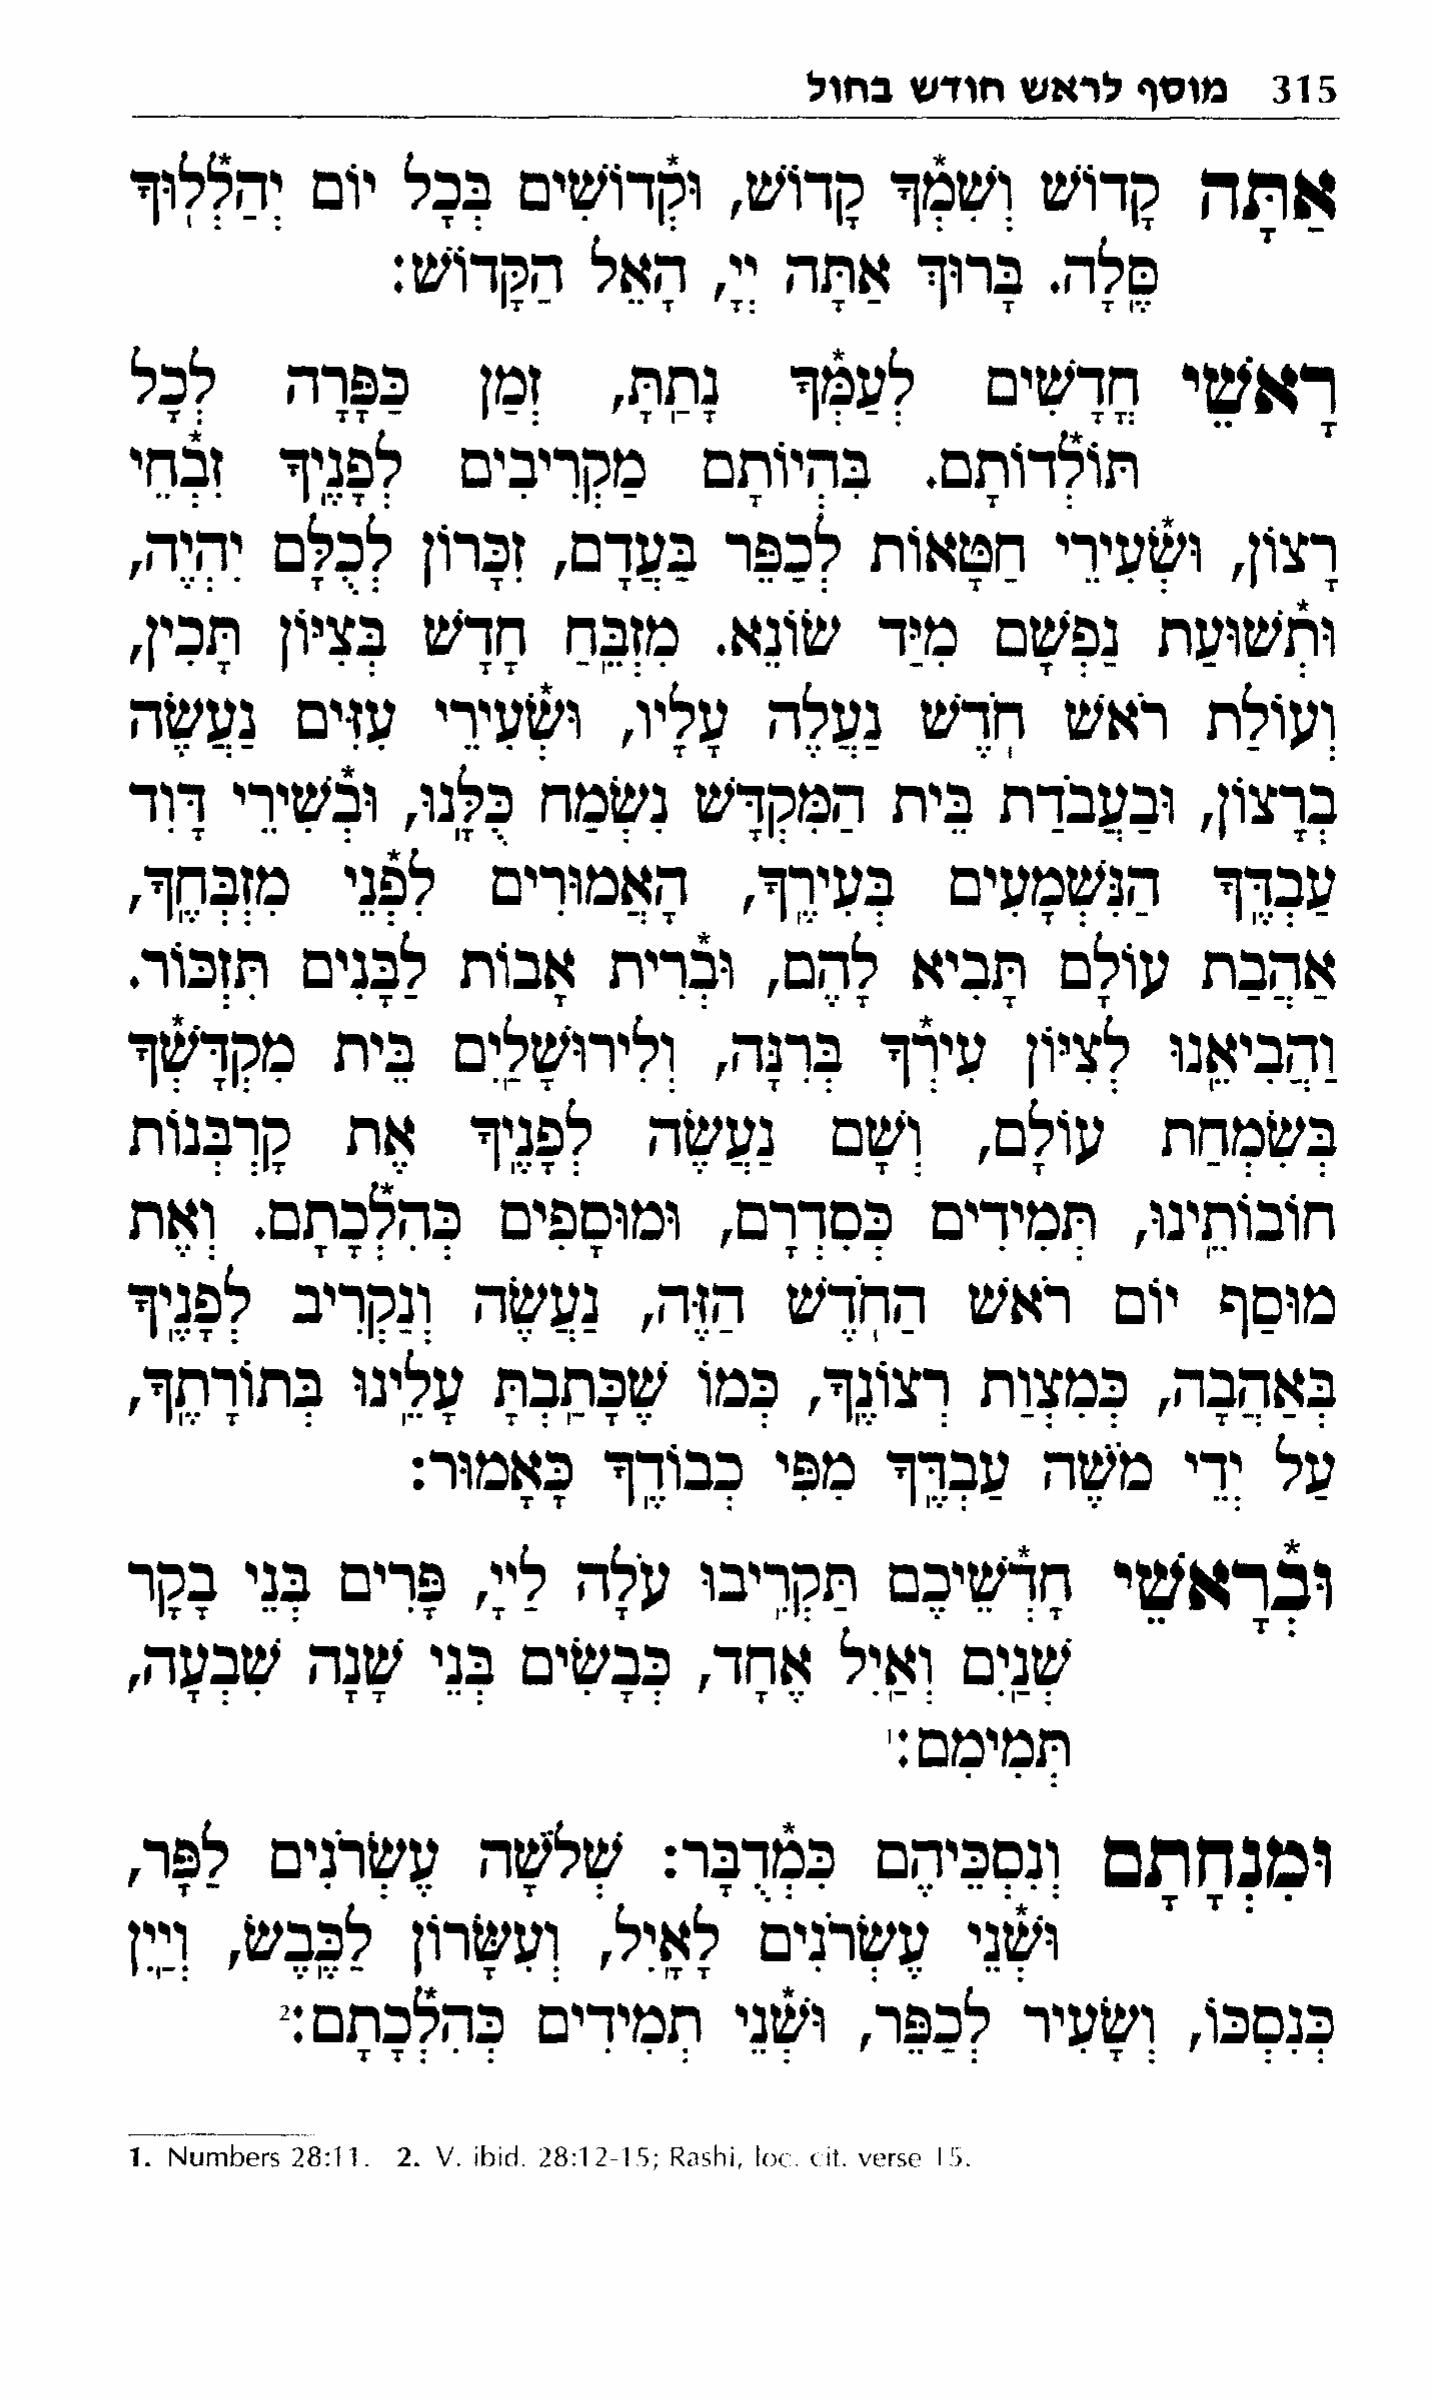 315 מוסף לראש חודש בחול
אַתָּה קָדוֹשׁ וְשִׁמְ*ךָ קָדוֹשׁ, וּקְ*דוֹשִׁים בְּכָל יוֹם יְהַלְ*לֽוּךָ
סֶּֽלָה. בָּרוּךְ אַתָּה יְיָ, הָאֵל הַקָּדוֹשׁ:
רָאשֵׁי חֳדָשִׁים לְעַמְּ*ךָ נָתַֽתָּ, זְמַן כַּפָּרָה לְכָל
תּוֹלְ*דוֹתָם. בִּהְיוֹתָם מַקְרִיבִים לְפָנֶֽיךָ זִבְ*חֵי
רָצוֹן, וּשְׂ*עִירֵי חַטָּאוֹת לְכַפֵּר בַּעֲדָם, זִכָּרוֹן לְכֻלָּם יִהְיֶה,
וּתְ*שׁוּעַת נַפְשָׁם מִיַּד שׂוֹנֵא. מִזְבֵּֽחַ חָדָשׁ בְּצִיּוֹן תָּכִין,
וְעוֹלַת רֹאשׁ חֹֽדֶשׁ נַעֲלֶה עָלָיו, וּשְׂ*עִירֵי עִזִּים נַעֲשֶׂה
בְרָצוֹן, וּבַעֲבֹדַת בֵּית הַמִּקְדָּשׁ נִשְׂמַח כֻּלָּֽנוּ, וּבְ*שִׁירֵי דָּוִד
עַבְדֶּֽךָ הַנִּשְׁמָעִים בְּעִירֶֽךָ, הָאֲמוּרִים לִפְ*נֵי מִזְבְּחֶֽךָ,
אַהֲבַת עוֹלָם תָּבִיא לָהֶם, וּבְ*רִית אָבוֹת לַבָּנִים תִּזְכּוֹר.
וַהֲבִיאֵֽנוּ לְצִיּוֹן עִירְ*ךָ בְּרִנָּה, וְלִירוּשָׁלַֽיִם בֵּית מִקְדָּשְׁ*ךָ
בְּשִׂמְחַת עוֹלָם, וְשָׁם נַעֲשֶׂה לְפָנֶֽיךָ אֶת קָרְבְּנוֹת
חוֹבוֹתֵֽינוּ, תְּמִידִים כְּסִדְרָם, וּמוּסָפִים כְּהִלְ*כָתָם. וְאֶת
מוּסַף יוֹם רֹאשׁ הַחֹֽדֶשׁ הַזֶּה, נַעֲשֶׂה וְנַקְרִיב לְפָנֶֽיךָ
בְּאַהֲבָה, כְּמִצְוַת רְצוֹנֶֽךָ, כְּמוֹ שֶׁכָּתַֽבְתָּ עָלֵֽינוּ בְּתוֹרָתֶֽךָ,
עַל יְדֵי מֹשֶׁה עַבְדֶּֽךָ מִפִּי כְבוֹדֶֽךָ כָּאָמוּר:
וּבְ*רָאשֵׁי חָדְ*שֵׁיכֶם תַּקְרִֽיבוּ עֹלָה לַייָ, פָּרִים בְּנֵי בָקָר
שְׁנַֽיִם וְאַֽיִל אֶחָד, כְּבָשִׂים בְּנֵי שָׁנָה שִׁבְעָה,
תְּמִימִם:1
וּמִנְחָתָם וְנִסְכֵּיהֶם כִּמְ*דֻבָּר: שְׁלֹשָׁה עֶשְׂרֹנִים לַפָּר,
וּשְׁ*נֵי עֶשְׂרֹנִים לָאָֽיִל, וְעִשָּׂרוֹן לַכֶּֽבֶשׂ, וְיַֽיִן
כְּנִסְכּוֹ, וְשָׂעִיר לְכַפֵּר, וּשְׁ*נֵי תְמִידִים כְּהִלְ*כָתָם:2
1. Numbers 28:11. 2. V. ibid. 28:12-15; Rashi, loc. cit. verse 15.